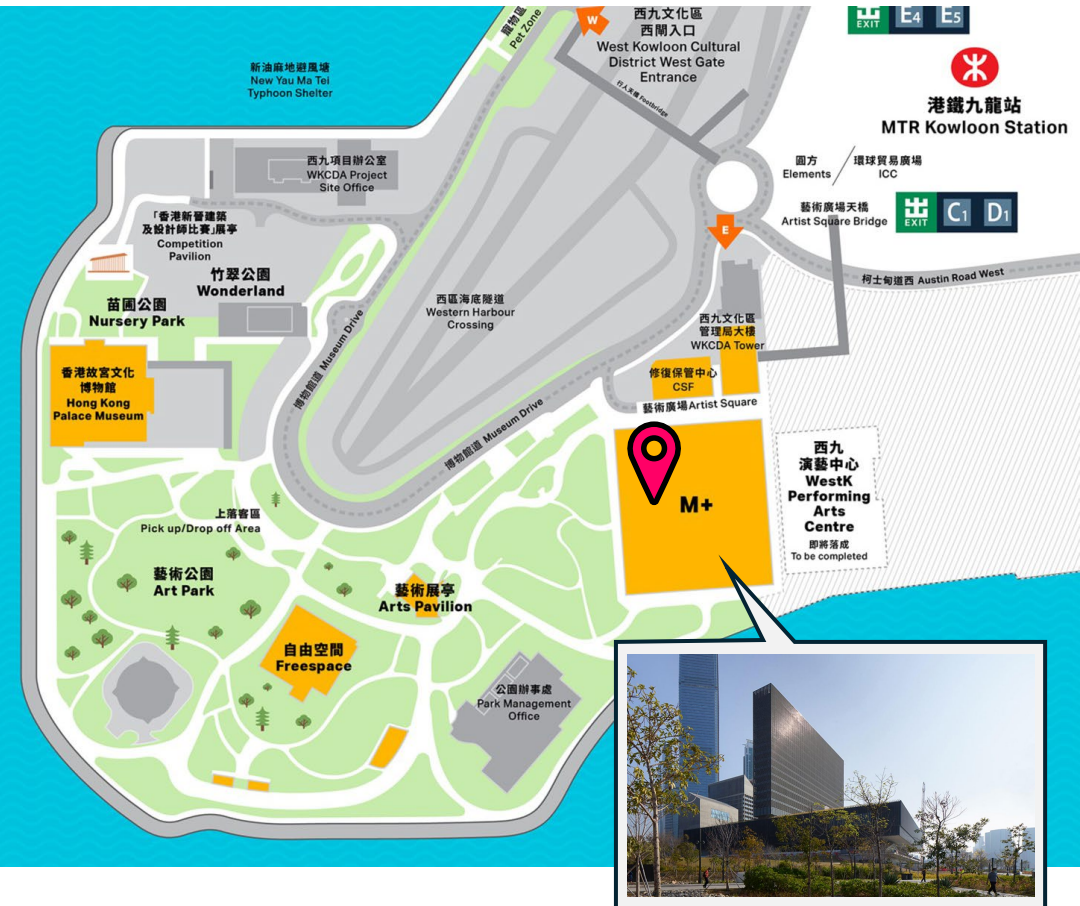 寵物區
Pet Zone
W
西九文化區
西閘入口
West Kowloon Cultural
District West Gate
Entrance
行人天橋 Footbridge
出
EXIT
E4
E5
新油麻地避風塘
New Yau Ma Tei
Typhoon Shelter
港鐵九龍站
MTR Kowloon Station
圓方
Elements
環球貿易廣場
ICC
西九項目辦公室
WKCDA Project
Site Office
藝術廣場天橋
Artist Square Bridge
出
EXIT
C1
D1
E
「香港新晉建築
及設計師比賽」展亭
Competition
Pavilion
竹翠公園
Wonderland
柯士甸道西 Austin Road West
苗圃公園
Nursery Park
西區海底隧道
Western Harbour
Crossing
西九文化區
管理局大樓
WKCDA Tower
博物館道 Museum Drive
香港故宮文化
博物館
Hong Kong
Palace Museum
修復保管中心
CSF
藝術廣場Artist Square
博物館道 Museum Drive
西九
演藝中心
WestK
Performing
Arts
Centre
即將落成
To be completed
M+
上落客區
Pick up/Drop off Area
藝術公園
Art Park
藝術展亭
Arts Pavilion
自由空間
Freespace
公園辦事處
Park Management
Office